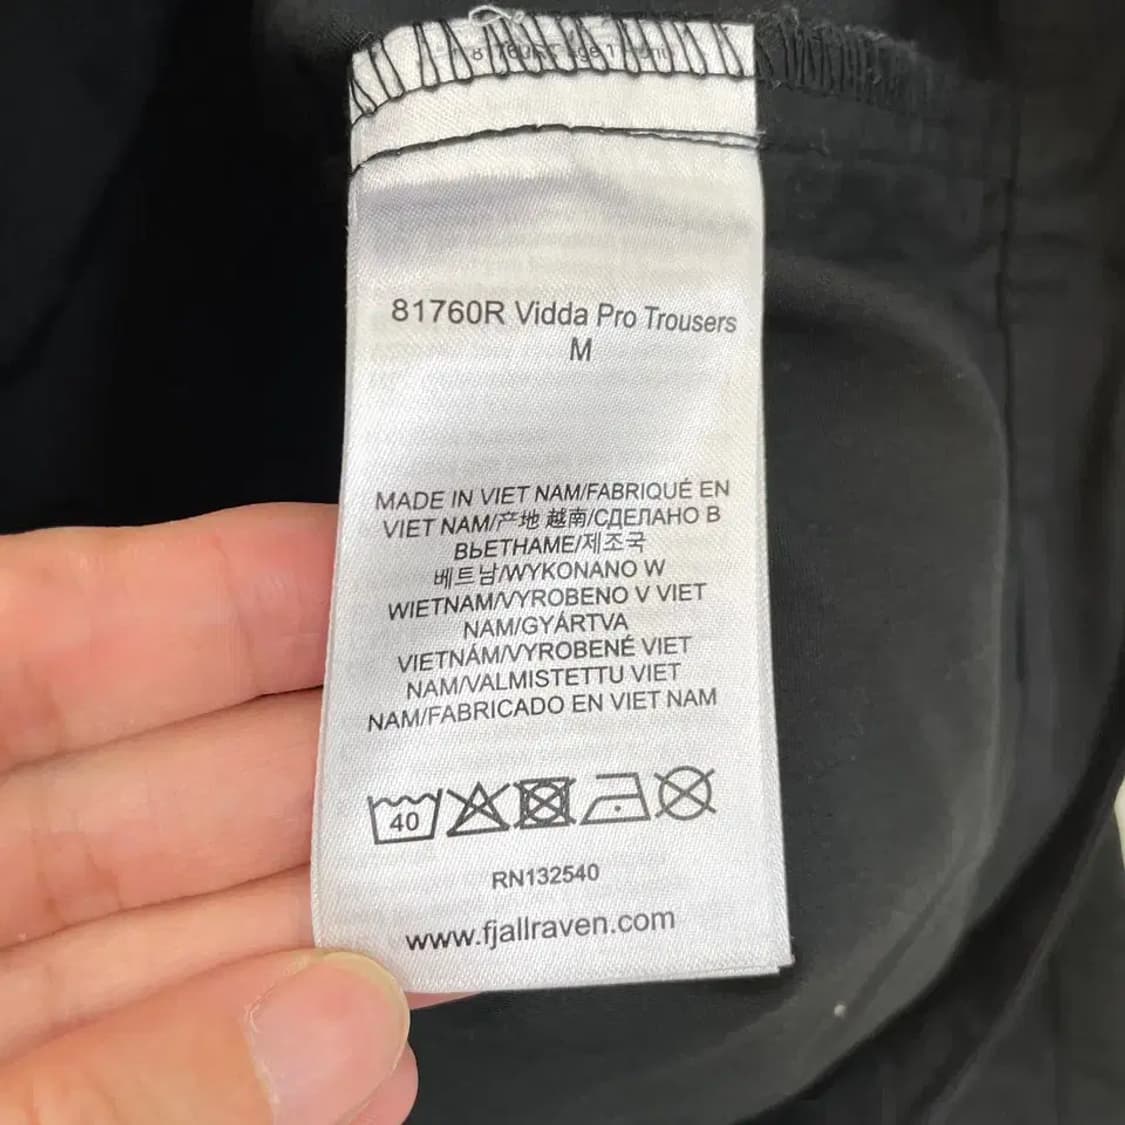 81760R Vidda Pro Trousers
M
MADE IN VIET NAM/FABRIQUÉ EN
VIET NAM/产地 越南/СДЕЛАНО В
ВЬЕТНАМЕ/제조국
베트남/WYKONANO W
WIETNAM/VYROBENO V VIET
NAM/GYÁRTVA
VIETNÁM/VYROBENÉ VIET
NAM/VALMISTETTU VIET
NAM/FABRICADO EN VIET NAM
40
RN132540
www.fjallraven.com